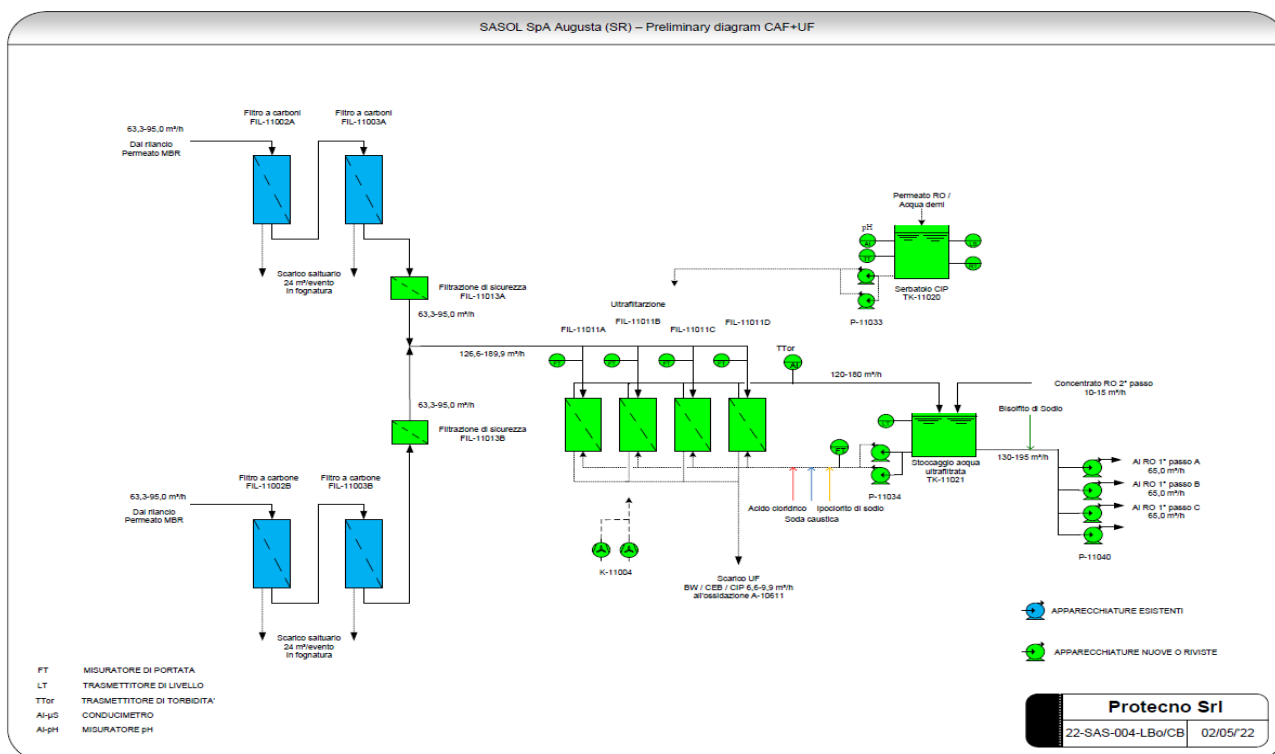 SASOL SpA Augusta (SR) – Preliminary diagram CAF+UF
Filtro a carboni
FIL-11002A
Filtro a carboni
FIL-11003A
63,3-95,0 m³/h
Dal rilancio
Permeato MBR
Scarico saltuario
24 m³/evento
in fognatura
Filtrazione di sicurezza
FIL-11013A
63,3-95,0 m³/h
126,6-189,9 m³/h
63,3-95,0 m³/h
Filtrazione di sicurezza
FIL-11013B
Filtro a carbone
FIL-11002B
Filtro a carbone
FIL-11003B
63,3-95,0 m³/h
Dal rilancio
Permeato MBR
Scarico saltuario
24 m³/evento
in fognatura
Permeato RO /
Acqua demi
pH
AI
LS
Serbatoio CIP
TK-11020
P-11033
Ultrafiltarzione
FIL-11011A
FIL-11011B
FIL-11011C
FIL-11011D
TTor
AI
120-180 m³/h
Concentrato RO 2° passo
10-15 m³/h
Bisolfito di Sodio
LT
FT
Stoccaggio acqua
ultrafiltrata
TK-11021
130-195 m³/h
P-11034
Acido cloridrico
Soda caustica
Ipoclorito di sodio
K-11004
Scarico UF
BW / CEB / CIP 6,6-9,9 m³/h
all'ossidazione A-10611
Al RO 1° passo A
65,0 m³/h
Al RO 1° passo B
65,0 m³/h
Al RO 1° passo C
65,0 m³/h
P-11040
APPARECCHIATURE ESISTENTI
APPARECCHIATURE NUOVE O RIVISTE
FT MISURATORE DI PORTATA
LT TRASMETTITORE DI LIVELLO
TTor TRASMETTITORE DI TORBIDITA'
AI-µS CONDUCIMETRO
AI-pH MISURATORE pH
Protecno Srl
22-SAS-004-LBo/CB 02/05/'22